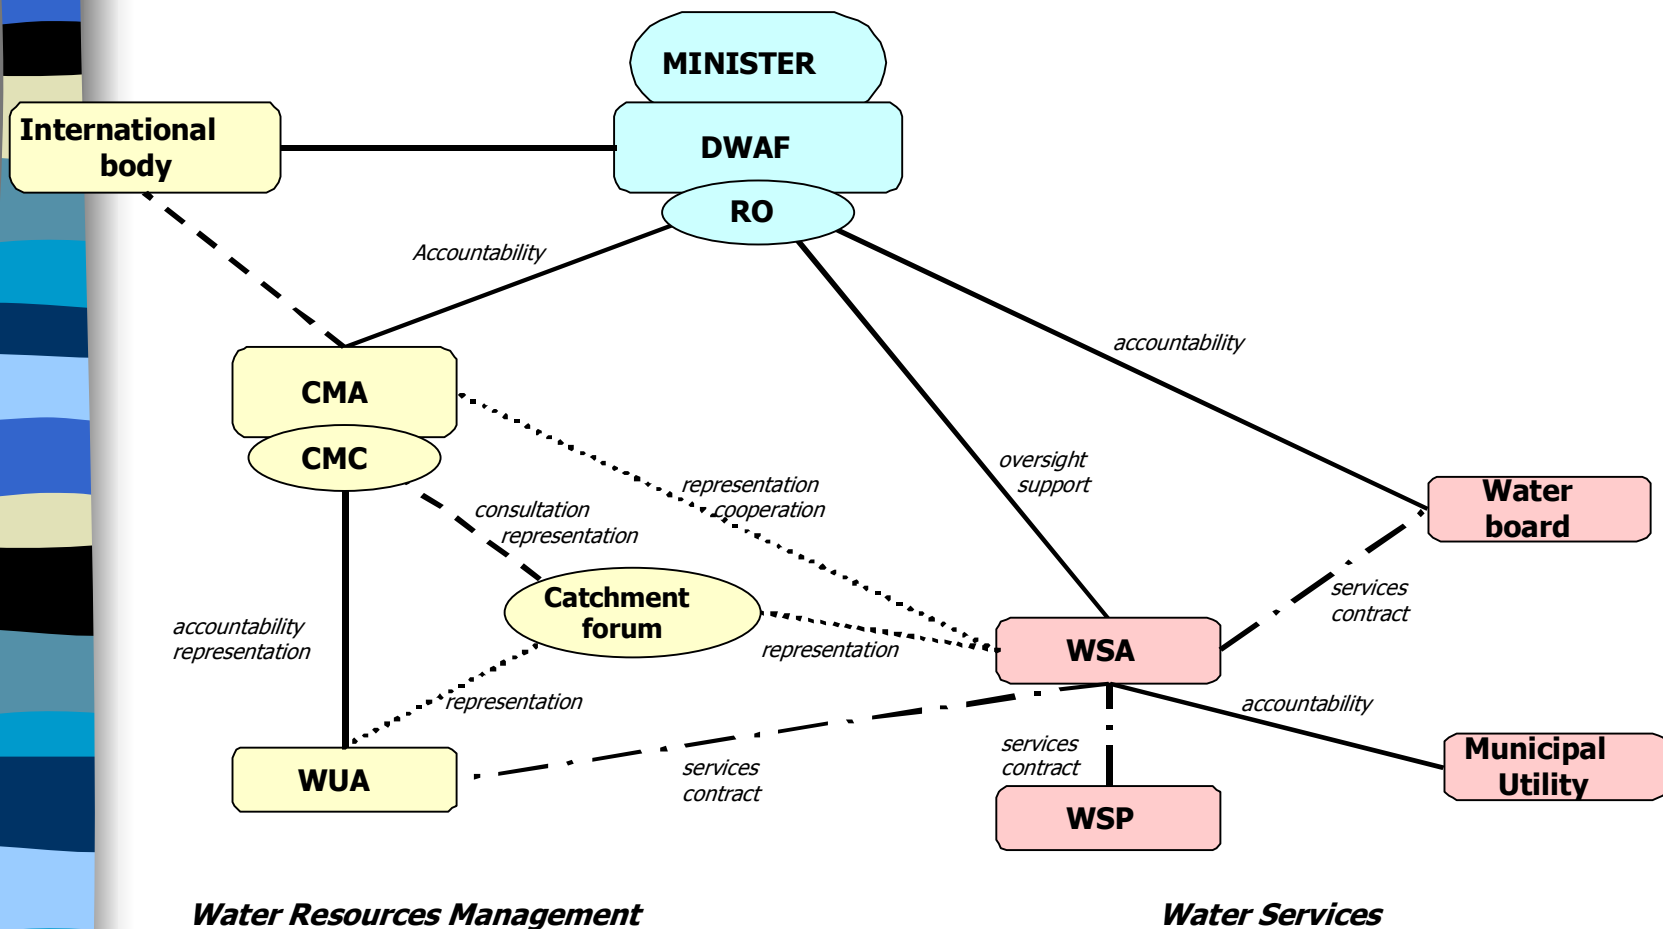 MINISTER
International
body
DWAF
RO
Accountability
accountability
CMA
CMC
oversight
support
representation
cooperation
consultation
representation
Water
board
services
contract
Catchment
forum
accountability
representation
representation
WSA
representation
accountability
services
contract
services
contract
Municipal
Utility
WUA
WSP
Water Resources Management
Water Services